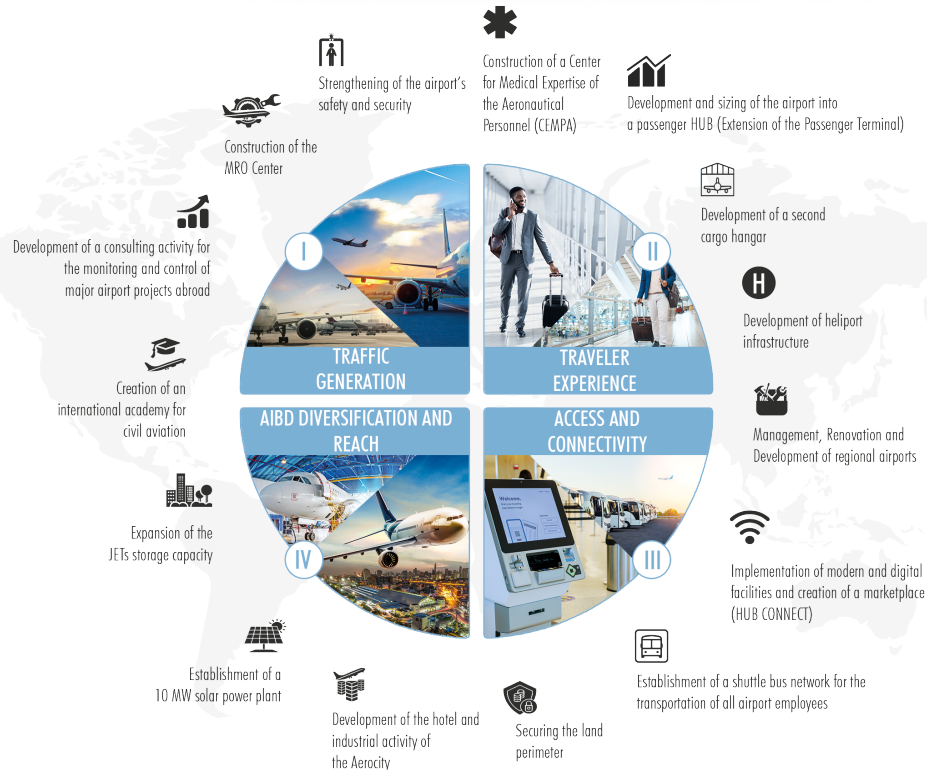 Strengthening of the airport's
safety and security
Construction of a Center
for Medical Expertise of
the Aeronautical
Personnel (CEMPA)
Development and sizing of the airport into
a passenger HUB (Extension of the Passenger Terminal)
Construction of the
MRO Center
Development of a second
cargo hangar
Development of a consulting activity for
the monitoring and control of
major airport projects abroad
I
II
H
Development of heliport
infrastructure
TRAFFIC
GENERATION
TRAVELER
EXPERIENCE
Creation of an
international academy for
civil aviation
AIBD DIVERSIFICATION AND
REACH
ACCESS AND
CONNECTIVITY
Management, Renovation and
Development of regional airports
Welcome.
Expansion of the
JETs storage capacity
IV
III
Implementation of modern and digital
facilities and creation of a marketplace
(HUB CONNECT)
Establishment of a
10 MW solar power plant
Establishment of a shuttle bus network for the
transportation of all airport employees
Development of the hotel and
industrial activity of
the Aerocity
Securing the land
perimeter